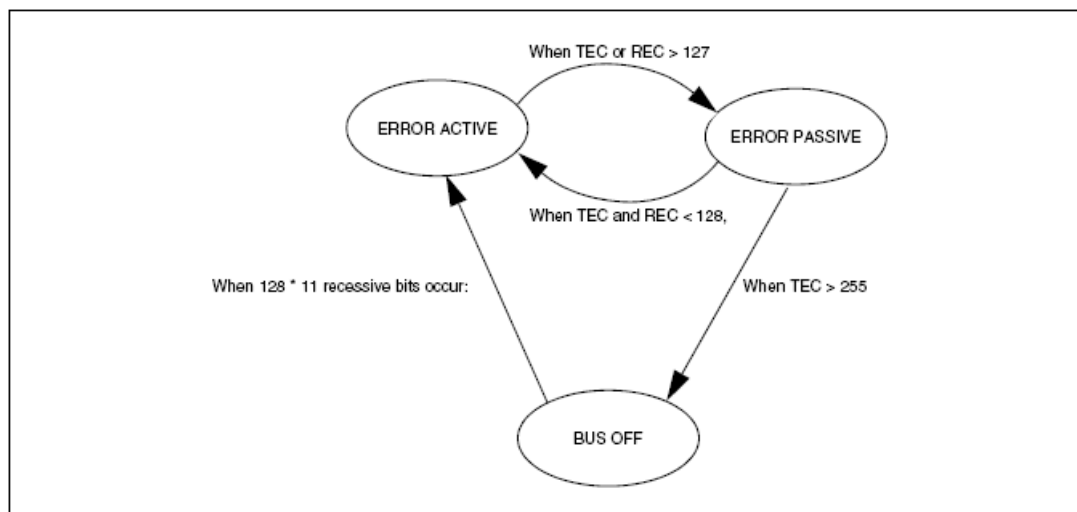 When TEC or REC > 127
ERROR ACTIVE
ERROR PASSIVE
When TEC and REC < 128,
When 128 * 11 recessive bits occur:
When TEC > 255
BUS OFF